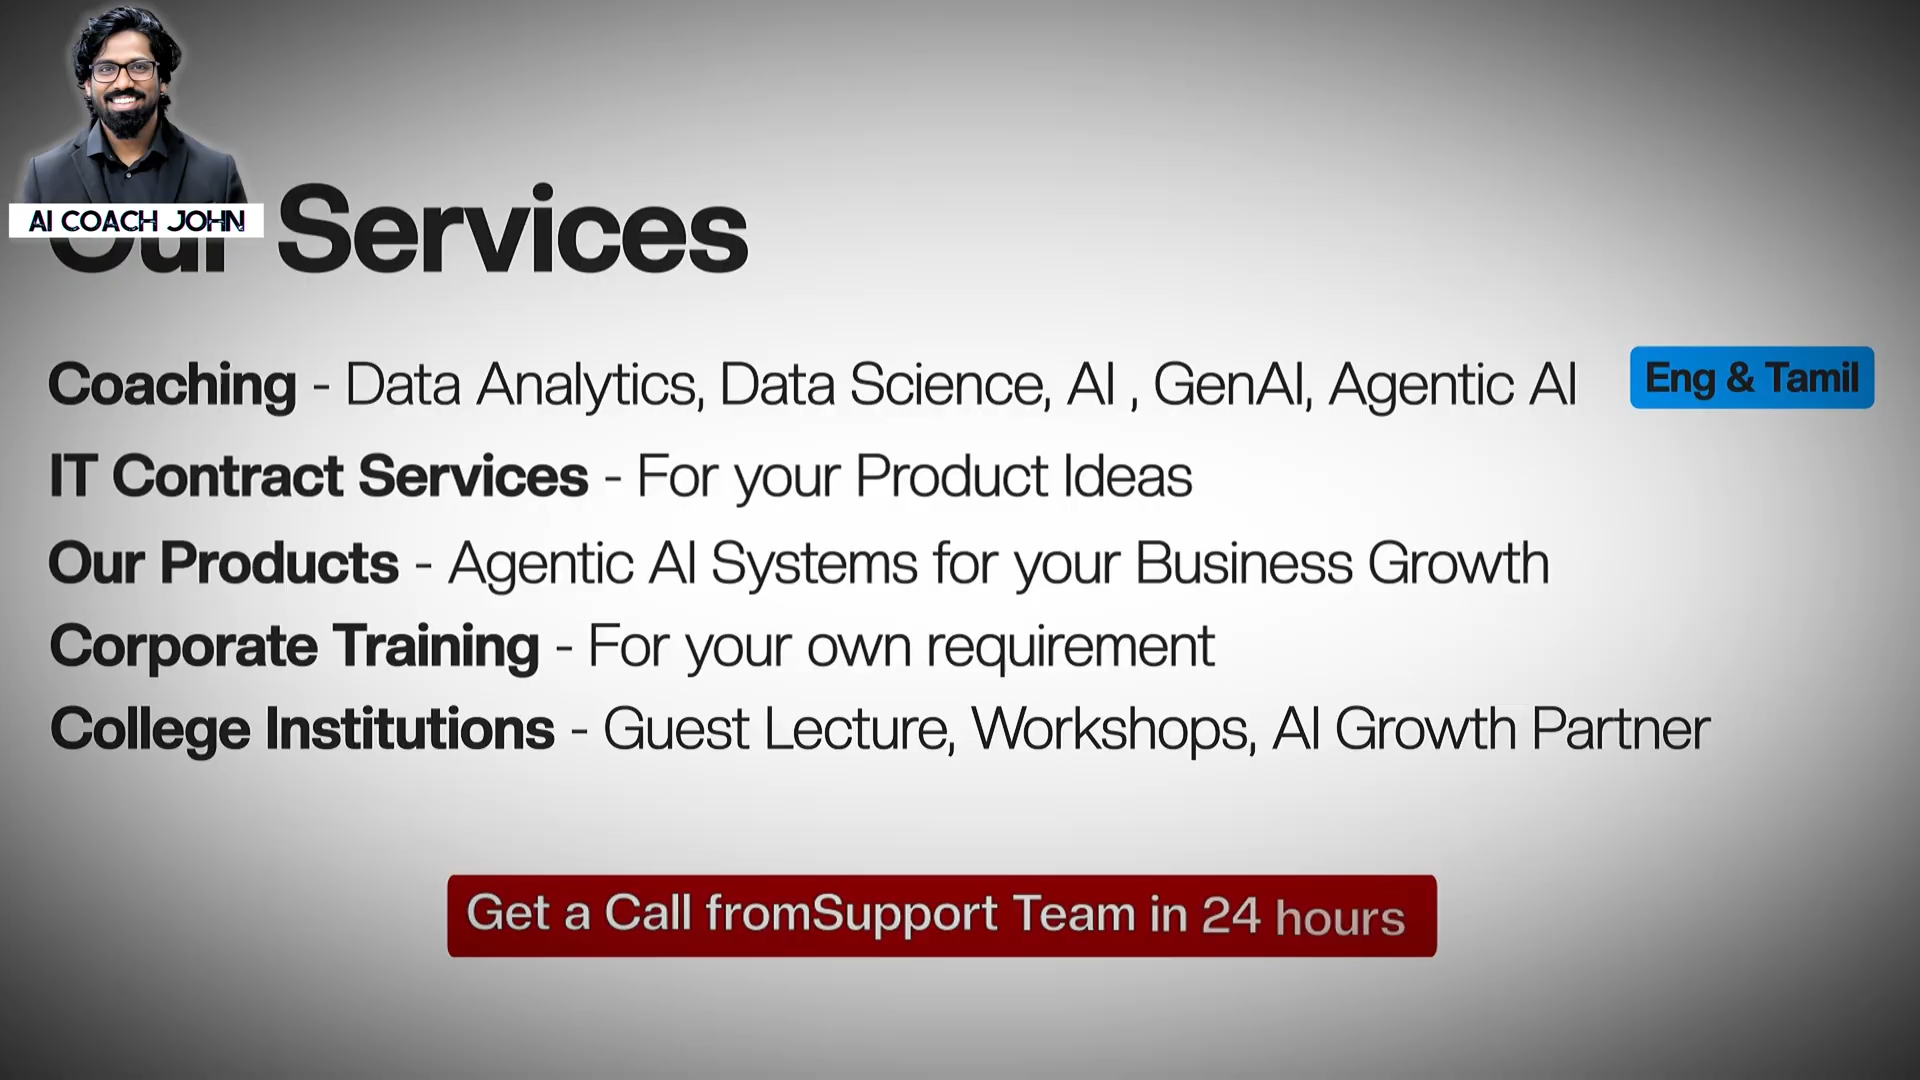 AI COACH JOHN
Our Services
Coaching - Data Analytics, Data Science, AI , GenAI, Agentic AI
Eng & Tamil
IT Contract Services - For your Product Ideas
Our Products - Agentic AI Systems for your Business Growth
Corporate Training - For your own requirement
College Institutions - Guest Lecture, Workshops, AI Growth Partner
Get a Call fromSupport Team in 24 hours